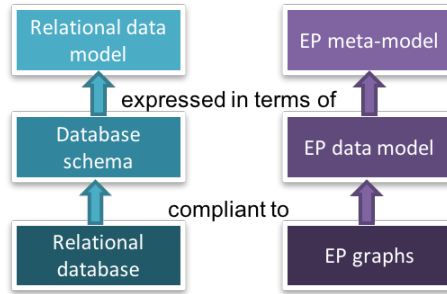 Relational data
model
EP meta-model
expressed in terms of
Database
schema
EP data model
compliant to
Relational
database
EP graphs